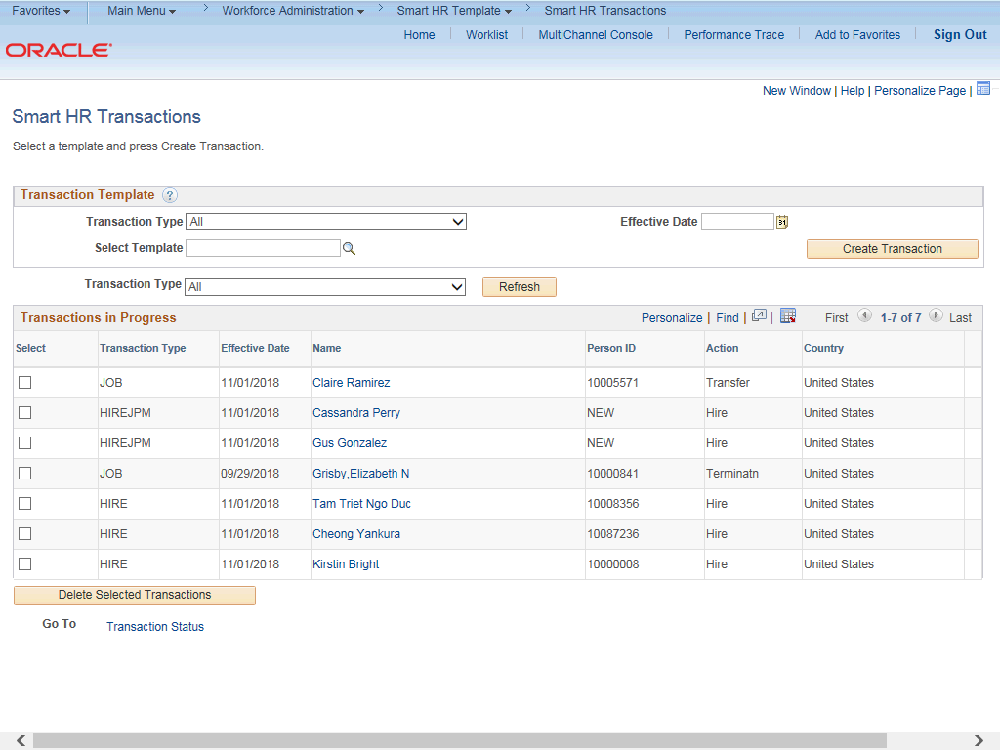 Favorites Main Menu > Workforce Administration > Smart HR Template > Smart HR Transactions
Home Worklist MultiChannel Console Performance Trace Add to Favorites Sign Out
ORACLE
New Window | Help | Personalize Page |
Smart HR Transactions
Select a template and press Create Transaction.
Transaction Template ?
Transaction Type All Effective Date 31
Select Template Create Transaction
Transaction Type All Refresh
Transactions in Progress Personalize | Find | | First 1-7 of 7 Last
Select Transaction Type Effective Date Name Person ID Action Country
JOB 11/01/2018 Claire Ramirez 10005571 Transfer United States
HIREJPM 11/01/2018 Cassandra Perry NEW Hire United States
HIREJPM 11/01/2018 Gus Gonzalez NEW Hire United States
JOB 09/29/2018 Grisby,Elizabeth N 10000841 Terminatn United States
HIRE 11/01/2018 Tam Triet Ngo Duc 10008356 Hire United States
HIRE 11/01/2018 Cheong Yankura 10087236 Hire United States
HIRE 11/01/2018 Kirstin Bright 10000008 Hire United States
Delete Selected Transactions
Go To Transaction Status